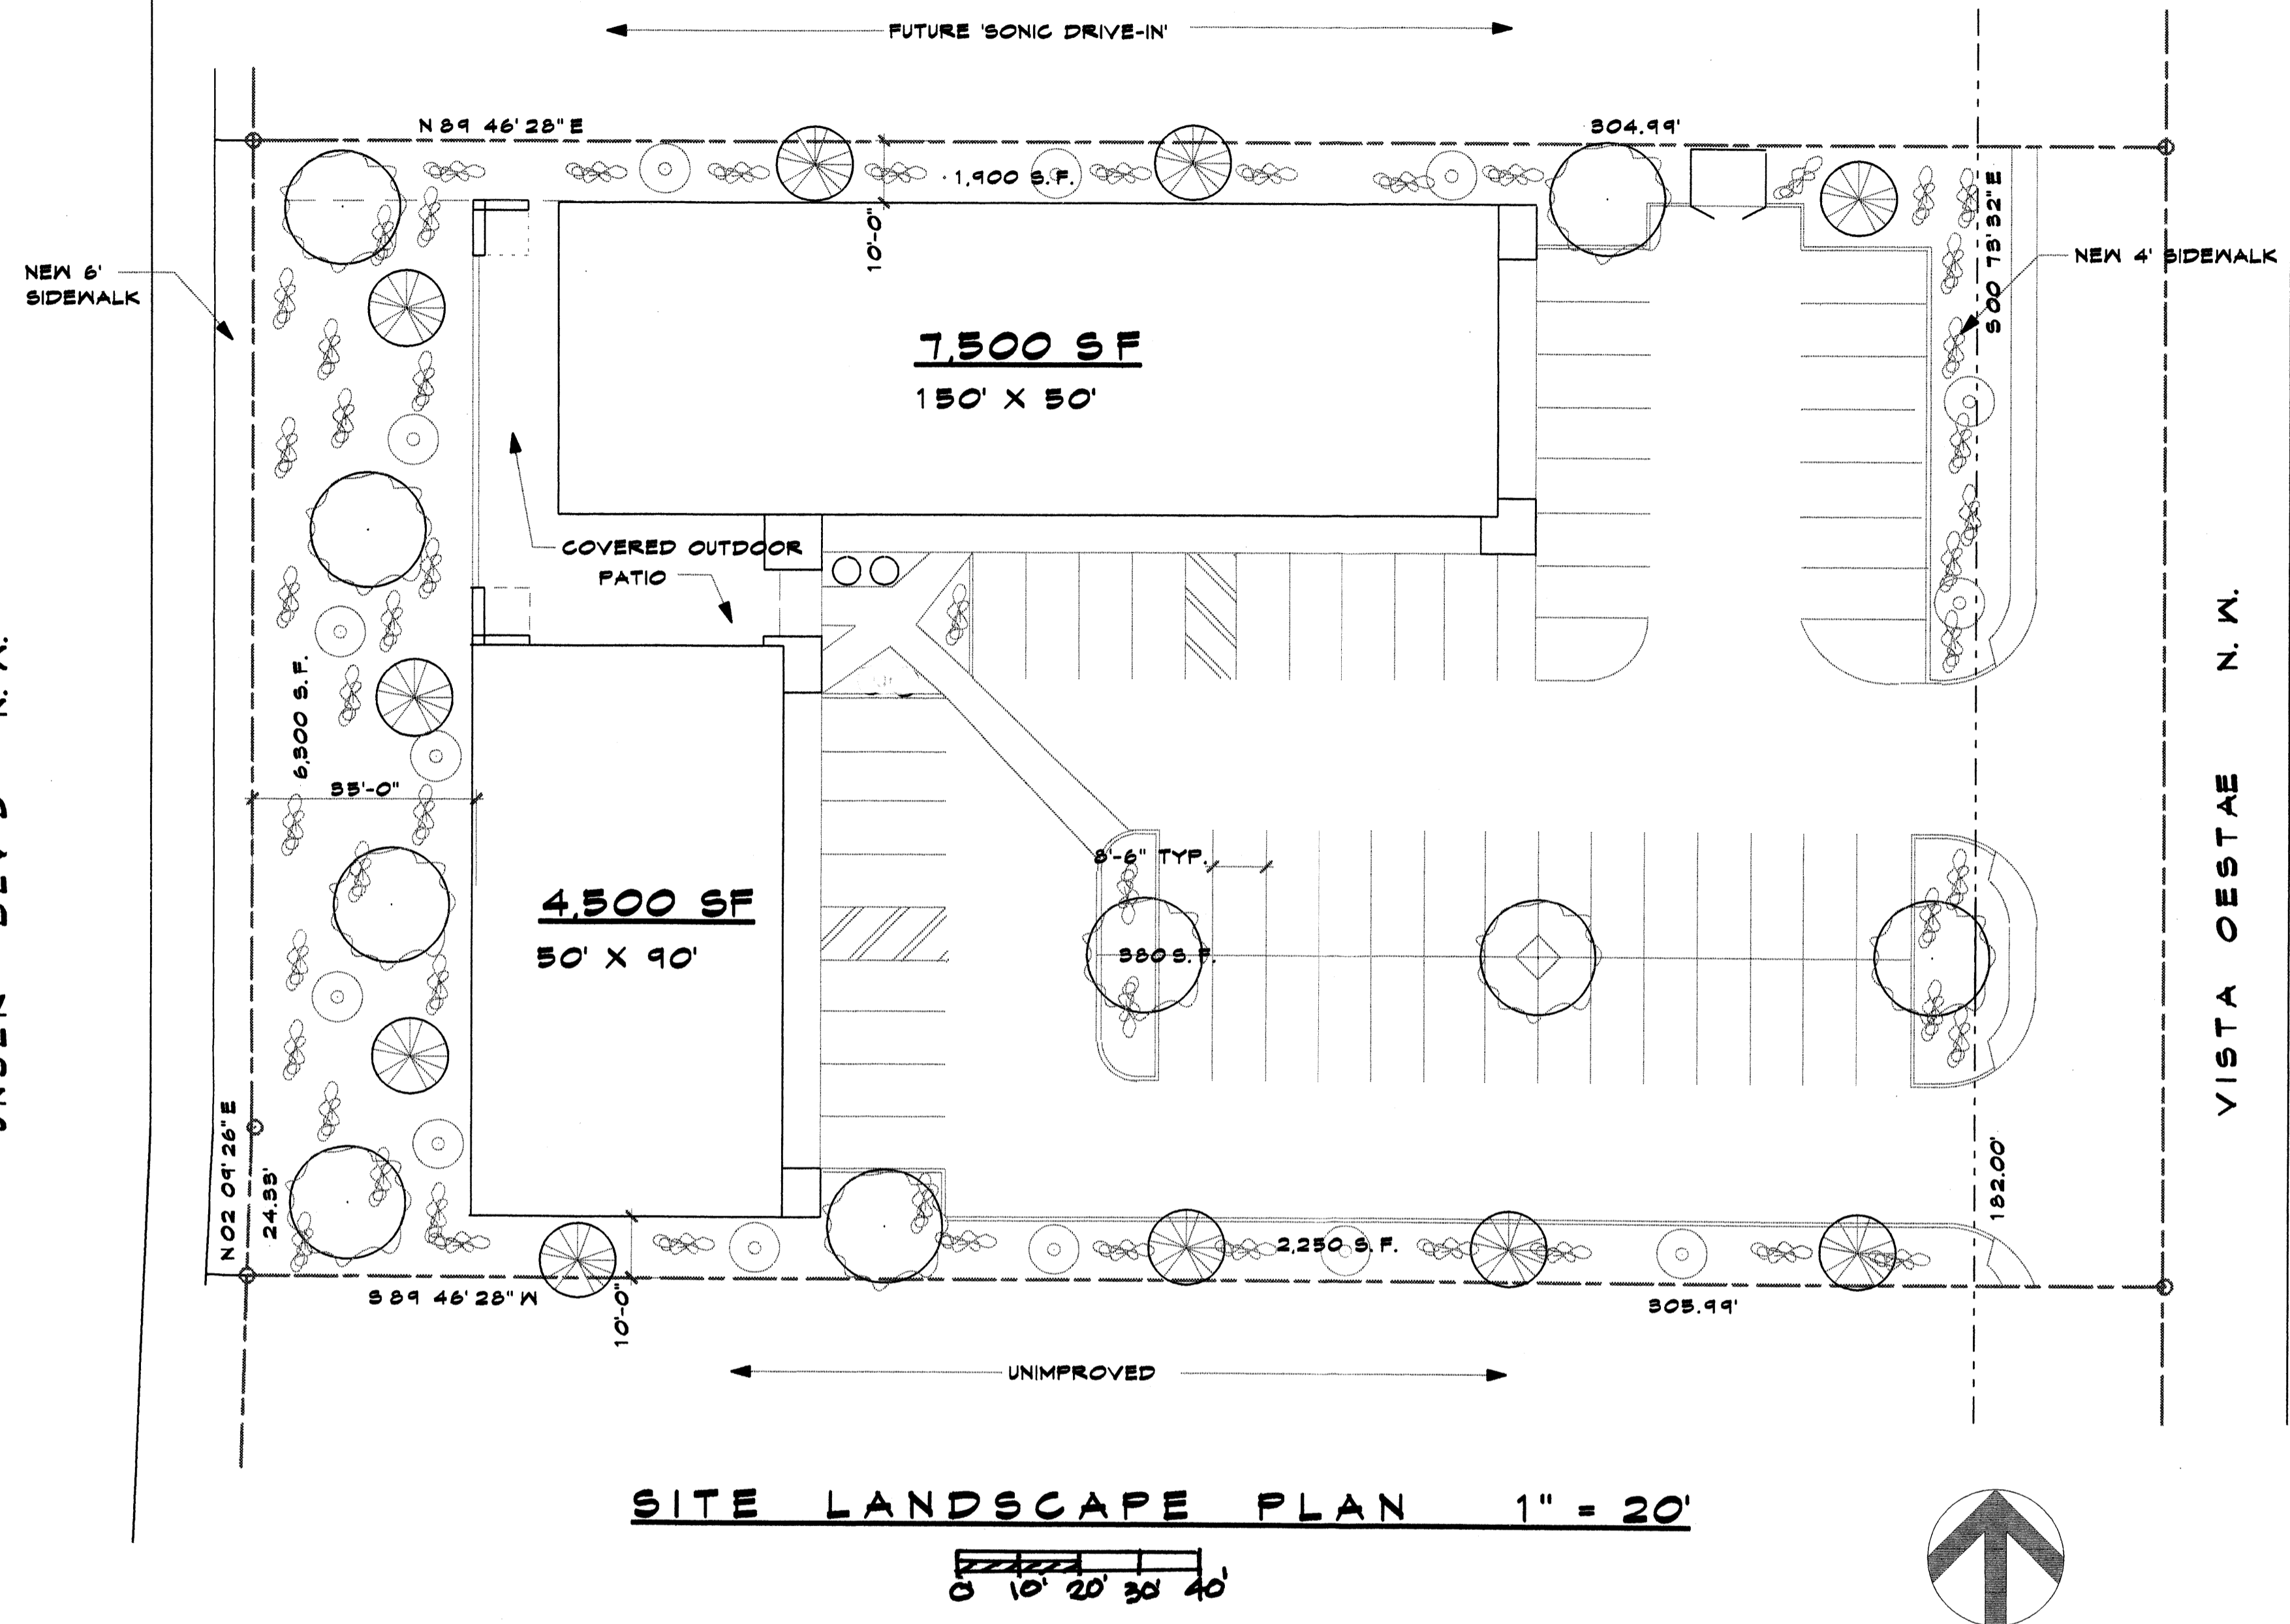 FUTURE 'SONIC DRIVE-IN'
N 89 46' 28" E
304.99'
1,900 S.F.
10'-0"
S 00 13' 32" E
NEW 6'
SIDEWALK
NEW 4' SIDEWALK
7,500 SF
150' X 50'
COVERED OUTDOOR
PATIO
6,300 S.F.
35'-0"
8'-6" TYP.
4,500 SF
50' X 90'
380 S.F.
VISTA OESTAE N.W.
N 02 09' 26" E
24.33'
182.00'
2,250 S.F.
S 89 46' 28" W
10'-0"
305.99'
UNIMPROVED
SITE LANDSCAPE PLAN 1" = 20'
0 10' 20' 30' 40'